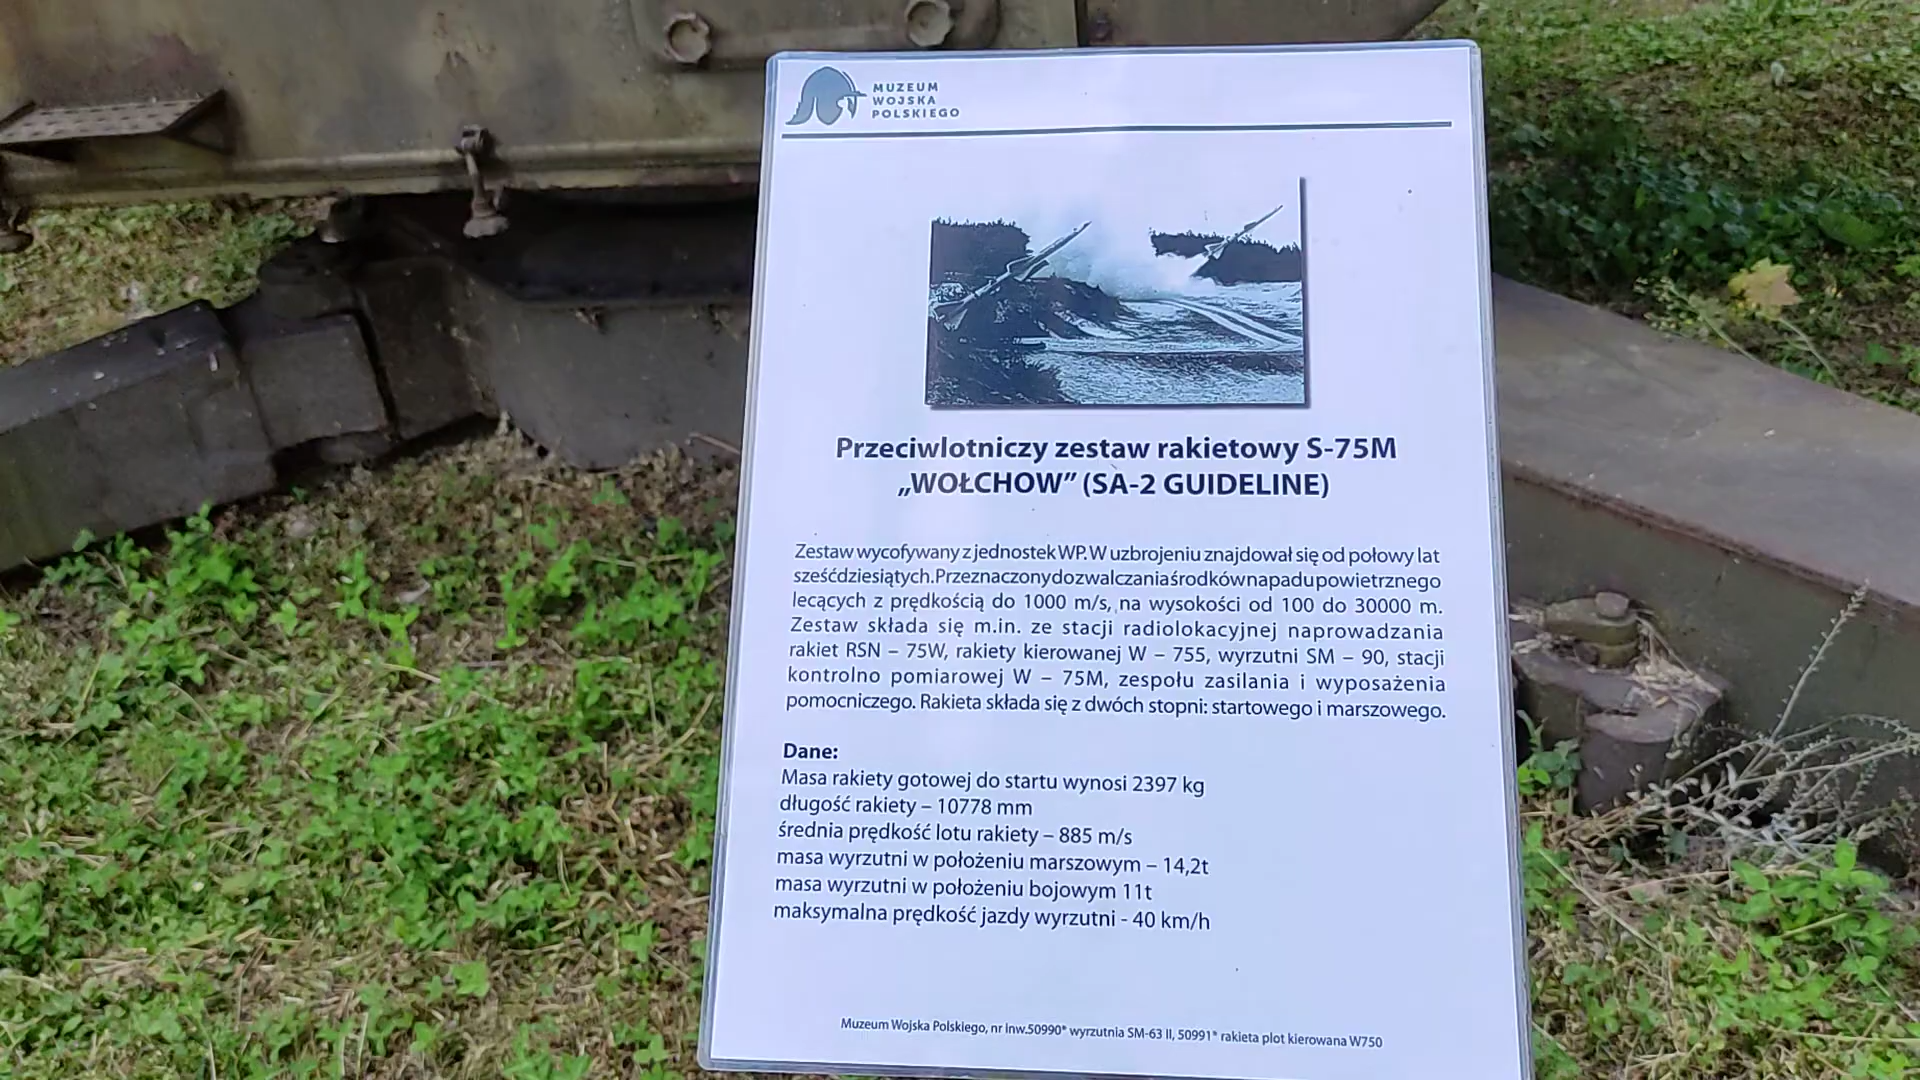 MUZEUM
WOJSKA
POLSKIEGO
Przeciwlotniczy zestaw rakietowy S-75M
„WOŁCHOW” (SA-2 GUIDELINE)
Zestaw wycofywany z jednostek WP. W uzbrojeniu znajdował się od połowy lat
sześćdziesiątych. Przeznaczony do zwalczania środków napadu powietrznego
lecących z prędkością do 1000 m/s, na wysokości od 100 do 30000 m.
Zestaw składa się m.in. ze stacji radiolokacyjnej naprowadzania
rakiet RSN – 75W, rakiety kierowanej W – 755, wyrzutni SM – 90, stacji
kontrolno pomiarowej W – 75M, zespołu zasilania i wyposażenia
pomocniczego. Rakieta składa się z dwóch stopni: startowego i marszowego.
Dane:
Masa rakiety gotowej do startu wynosi 2397 kg
długość rakiety – 10778 mm
średnia prędkość lotu rakiety – 885 m/s
masa wyrzutni w położeniu marszowym – 14,2t
masa wyrzutni w położeniu bojowym 11t
maksymalna prędkość jazdy wyrzutni - 40 km/h
Muzeum Wojska Polskiego, nr inw.50990* wyrzutnia SM-63 II, 50991* rakieta plot kierowana W750